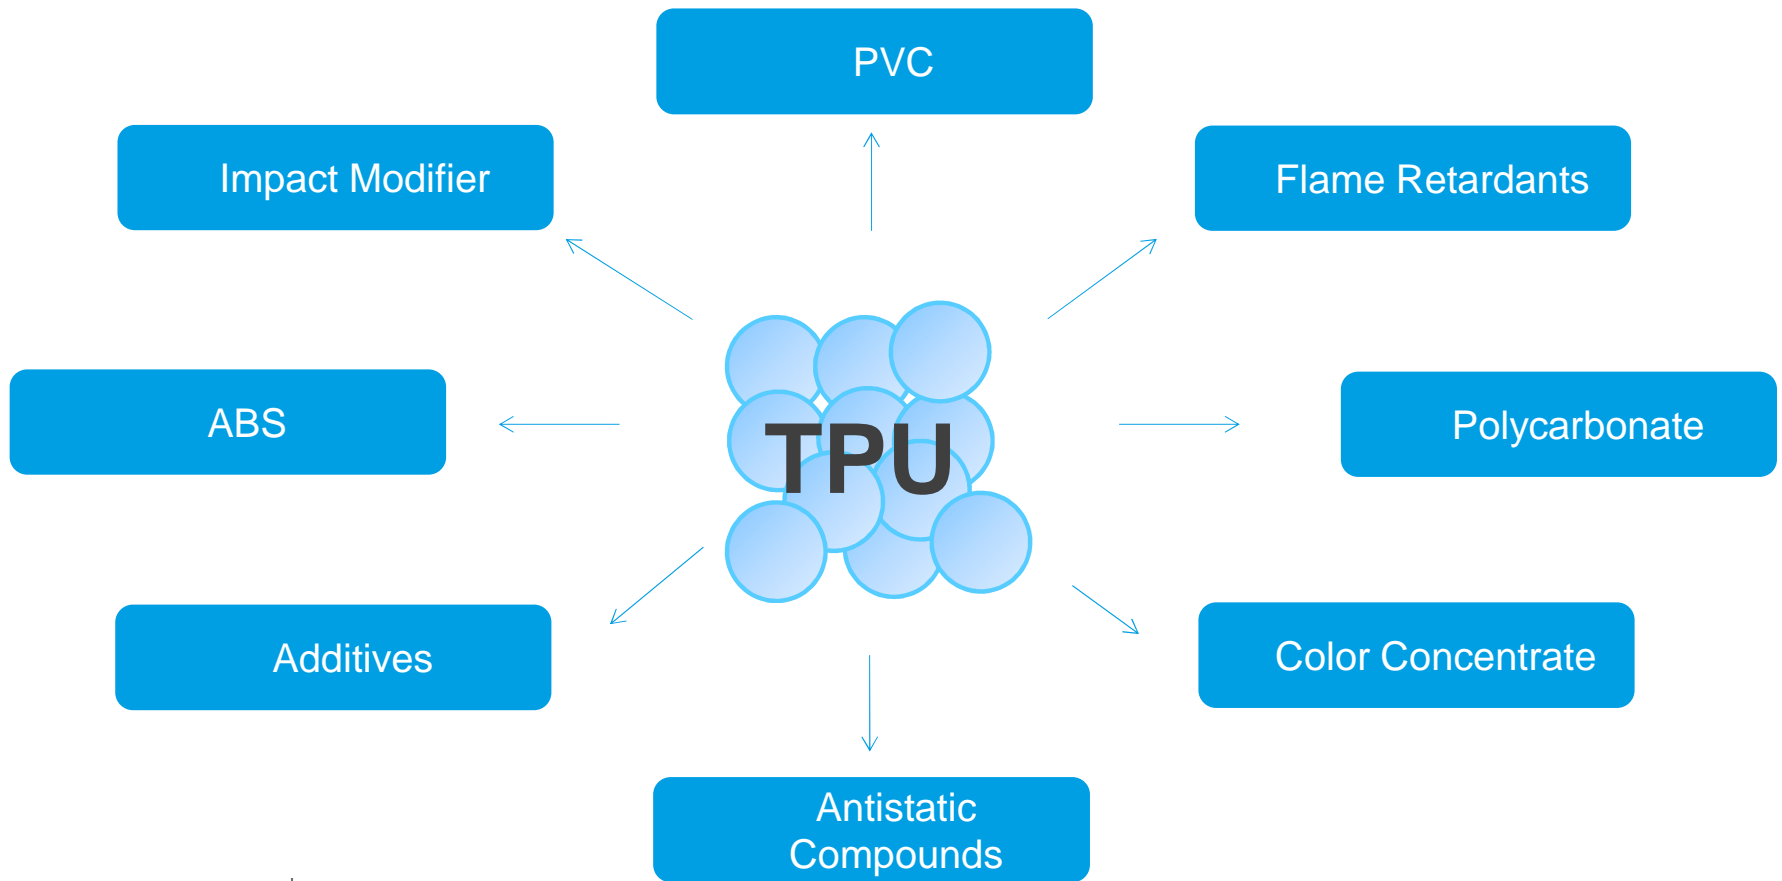 PVC
Impact Modifier
Flame Retardants
ABS
TPU
Polycarbonate
Additives
Color Concentrate
Antistatic
Compounds